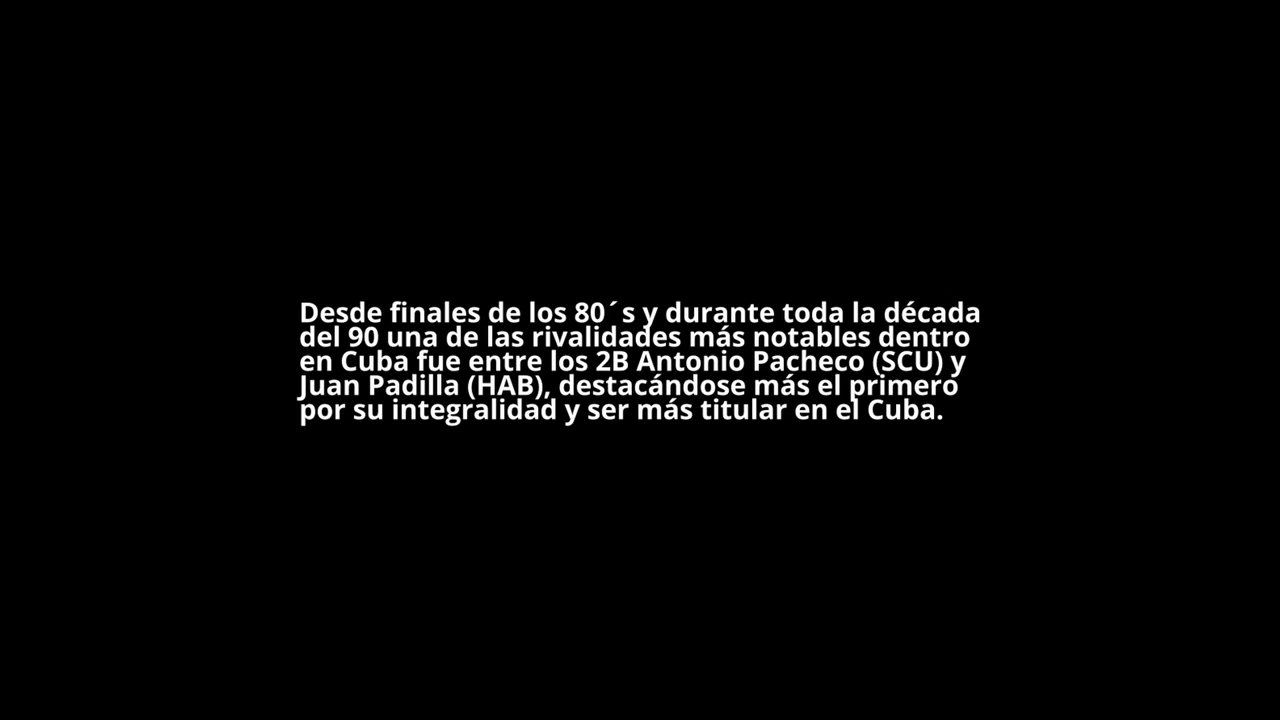 Desde finales de los 80´s y durante toda la década
del 90 una de las rivalidades más notables dentro
en Cuba fue entre los 2B Antonio Pacheco (SCU) y
Juan Padilla (HAB), destacándose más el primero
por su integralidad y ser más titular en el Cuba.